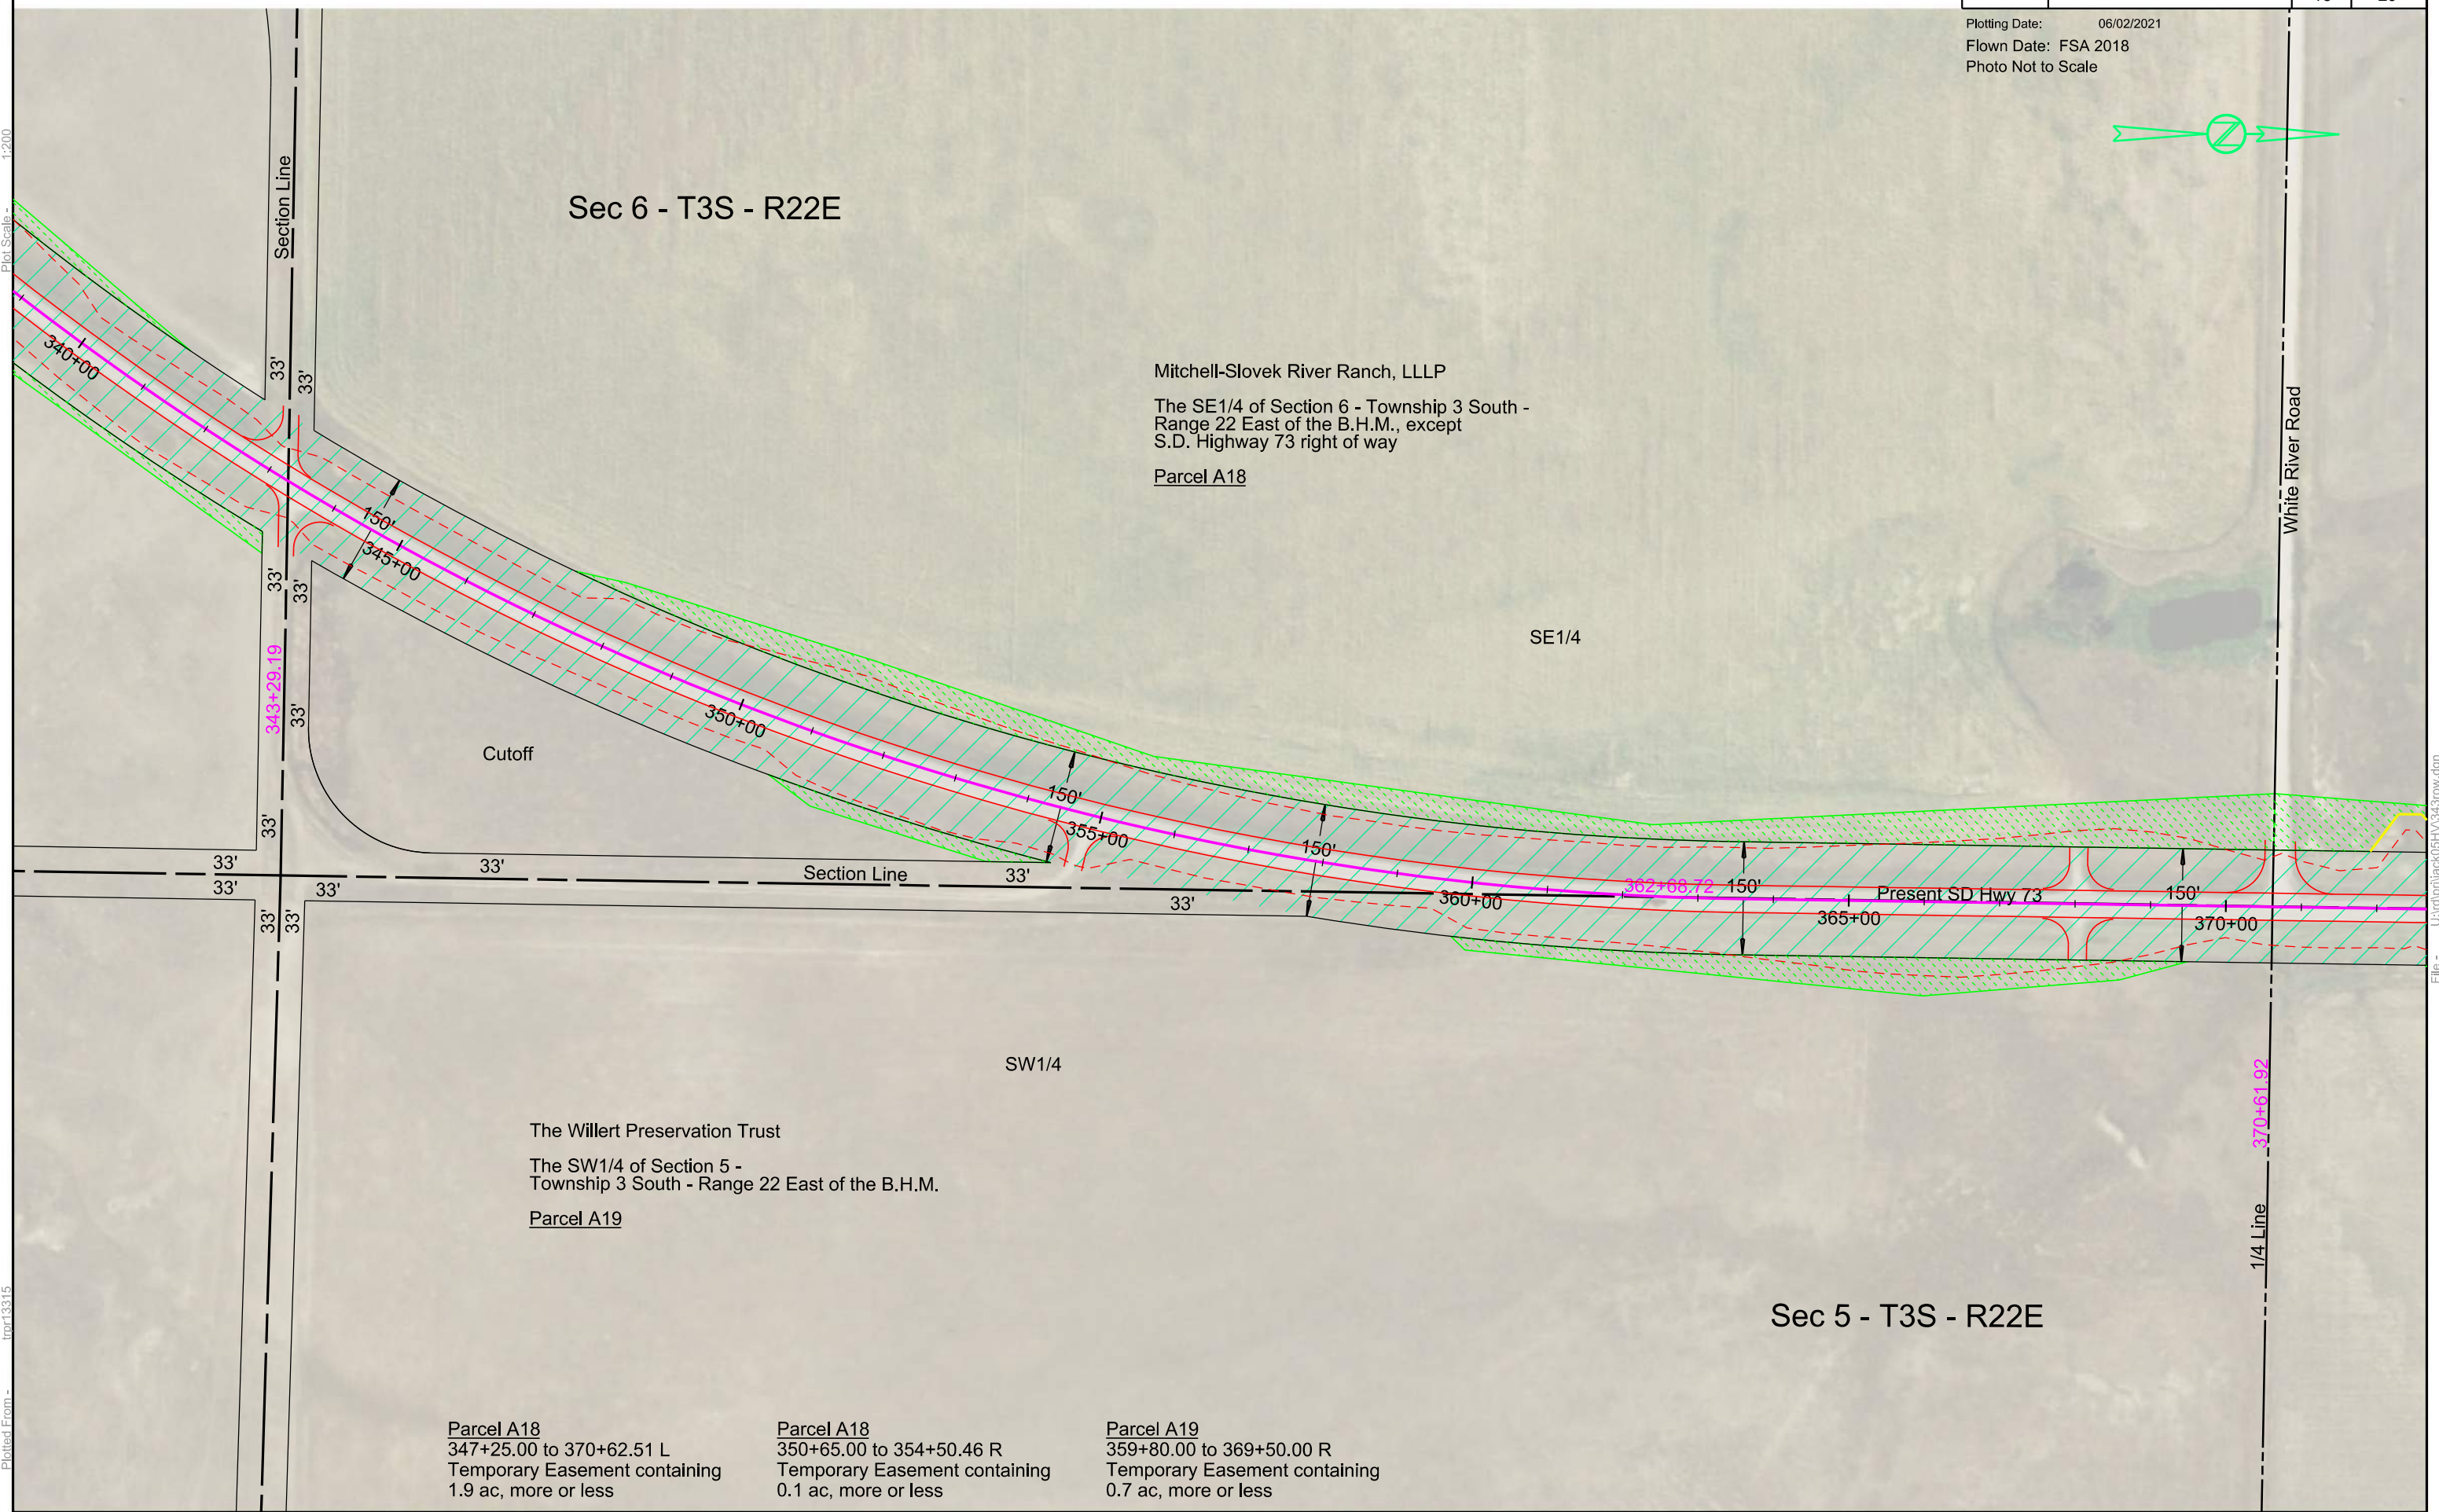 Plotting Date: 06/02/2021
Flown Date: FSA 2018
Photo Not to Scale
Plot Scale - 1:200
Section Line
Sec 6 - T3S - R22E
White River Road
340+00
33'
33'
Mitchell-Slovek River Ranch, LLLP
The SE1/4 of Section 6 - Township 3 South -
Range 22 East of the B.H.M., except
S.D. Highway 73 right of way
Parcel A18
150'
345+00
33'
33'
SE1/4
343+29.19
33'
350+00
Cutoff
150'
355+00
150'
33'
33'
33'
33'
33'
Section Line
33'
33'
33'
33'
33'
360+00
362+68.72
150'
Present SD Hwy 73
365+00
150'
370+00
SW1/4
370+61.92
The Willert Preservation Trust
The SW1/4 of Section 5 -
Township 3 South - Range 22 East of the B.H.M.
Parcel A19
1/4 Line
Sec 5 - T3S - R22E
Parcel A18
347+25.00 to 370+62.51 L
Temporary Easement containing
1.9 ac, more or less
Parcel A18
350+65.00 to 354+50.46 R
Temporary Easement containing
0.1 ac, more or less
Parcel A19
359+80.00 to 369+50.00 R
Temporary Easement containing
0.7 ac, more or less
Plotted From - trpr13315
File -